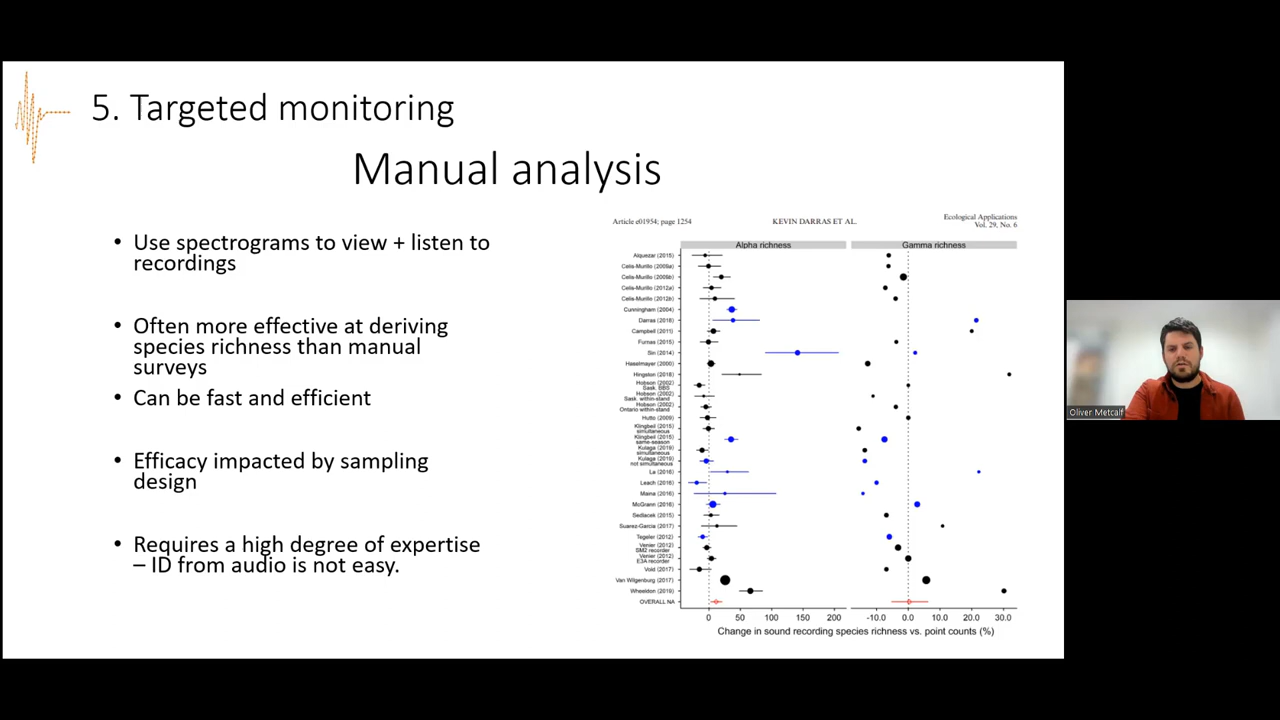 5. Targeted monitoring
Manual analysis
• Use spectrograms to view + listen to
recordings
• Often more effective at deriving
species richness than manual
surveys
• Can be fast and efficient
• Efficacy impacted by sampling
design
• Requires a high degree of expertise
– ID from audio is not easy.
Article e01954; page 1254
KEVIN DARRAS ET AL.
Ecological Applications
Vol. 29, No. 6
Alpha richness
Gamma richness
Alquezar (2015)
Celis-Murillo (2009a)
Celis-Murillo (2009b)
Celis-Murillo (2012a)
Celis-Murillo (2012b)
Cunningham (2004)
Darras (2018)
Campbell (2011)
Furnas (2015)
Sin (2014)
Haselmayer (2000)
Hingston (2018)
Hobson (2002)
Sask. BBS
Hobson (2002)
Sask. within-stand
Hobson (2002)
Ontario within-stand
Hutto (2009)
Klingbeil (2015)
simultaneous
Klingbeil (2015)
same-season
Kulaga (2019)
simultaneous
Kulaga (2019)
not simultaneous
La (2016)
Leach (2016)
Maina (2016)
McGrann (2016)
Sedlacek (2015)
Suarez-Garcia (2017)
Tegeler (2012)
Venier (2012)
SM2 recorder
Venier (2012)
E3A recorder
Vold (2017)
Van Wilgenburg (2017)
Wheeldon (2019)
OVERALL NA
0 50 100 150 200
-10.0 0.0 10.0 20.0 30.0
Change in sound recording species richness vs. point counts (%)
Oliver Metcalf